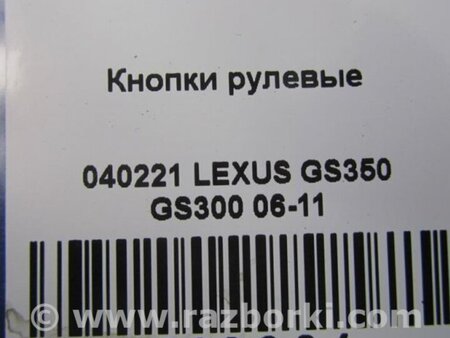 Кнопки рулевые
040221 LEXUS GS350
GS300 06-11
© www.razborki.com